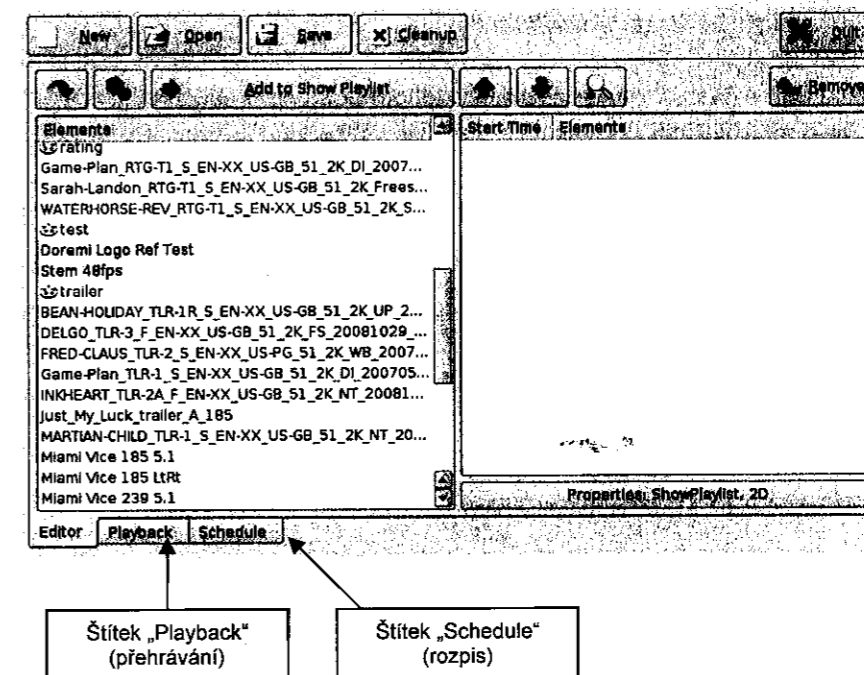 New Open Save Cleanup Quit
Add to Show Playlist Remove
Elements
rating
Game-Plan_RTG-T1_S_EN-XX_US-GB_51_2K_DI_2007...
Sarah-Landon_RTG-T1_S_EN-XX_US-GB_51_2K_Frees...
WATERHORSE-REV_RTG-T1_S_EN-XX_US-GB_51_2K_S...
test
Doremi Logo Ref Test
Stem 48fps
trailer
BEAN-HOLIDAY_TLR-1R_S_EN-XX_US-GB_51_2K_UP_2...
DELGO_TLR-3_F_EN-XX_US-GB_51_2K_FS_20081029_...
FRED-CLAUS_TLR-2_S_EN-XX_US-PG_51_2K_WB_2007...
Game-Plan_TLR-1_S_EN-XX_US-GB_51_2K_DI_200705...
INKHEART_TLR-2A_F_EN-XX_US-GB_51_2K_NT_20081...
Just_My_Luck_trailer_A_185
MARTIAN-CHILD_TLR-1_S_EN-XX_US-GB_51_2K_NT_20...
Miami Vice 185 5.1
Miami Vice 185 LtRt
Miami Vice 239 5.1
Start Time Elements
Properties: ShowPlaylist, 2D
Editor Playback Schedule
Štítek „Playback“
(přehrávání)
Štítek „Schedule“
(rozpis)